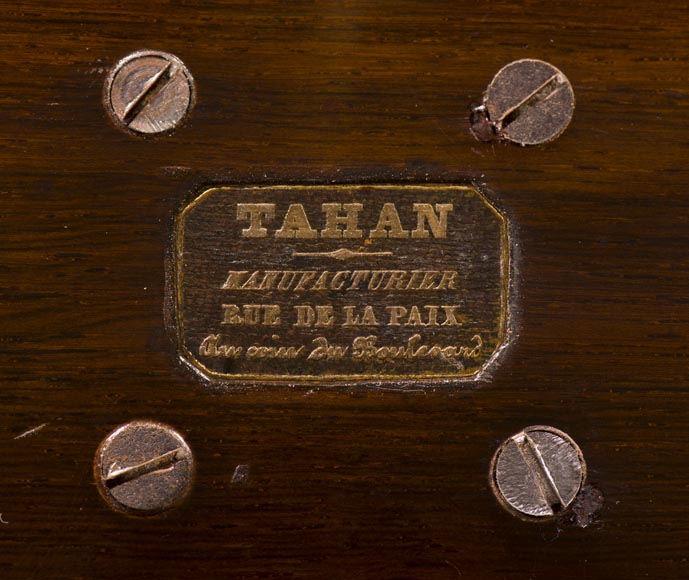 TAHAN
MANUFACTURIER
RUE DE LA PAIX
Au coin du Boulevard